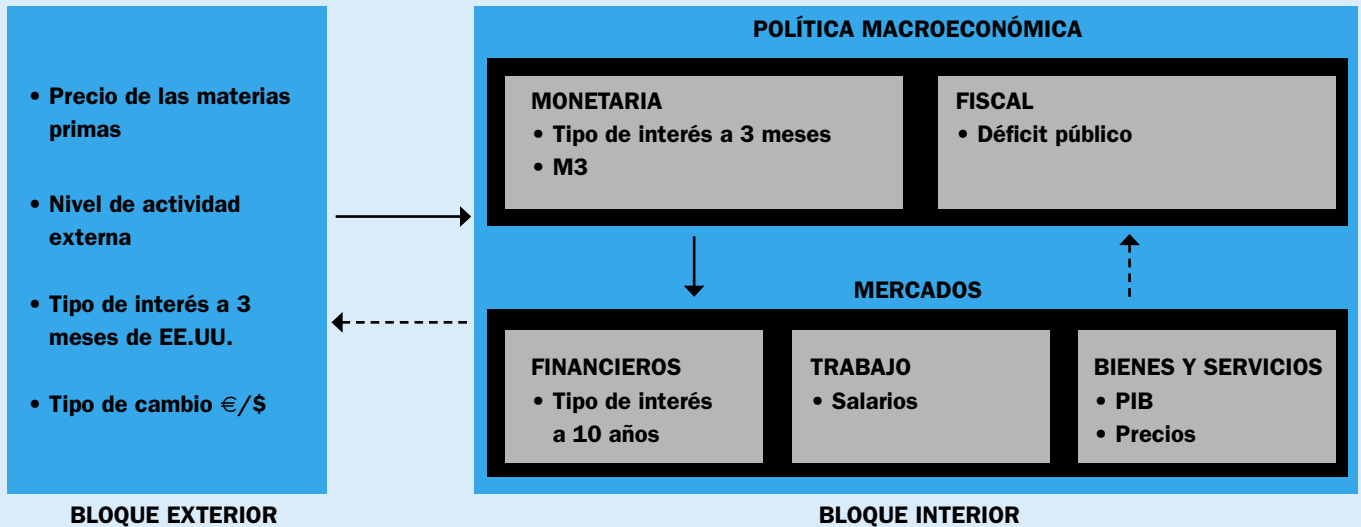 • Precio de las materias
primas
• Nivel de actividad
externa
• Tipo de interés a 3
meses de EE.UU.
• Tipo de cambio €/$
BLOQUE EXTERIOR
POLÍTICA MACROECONÓMICA
MONETARIA
• Tipo de interés a 3 meses
• M3
FISCAL
• Déficit público
MERCADOS
FINANCIEROS
• Tipo de interés
a 10 años
TRABAJO
• Salarios
BIENES Y SERVICIOS
• PIB
• Precios
BLOQUE INTERIOR